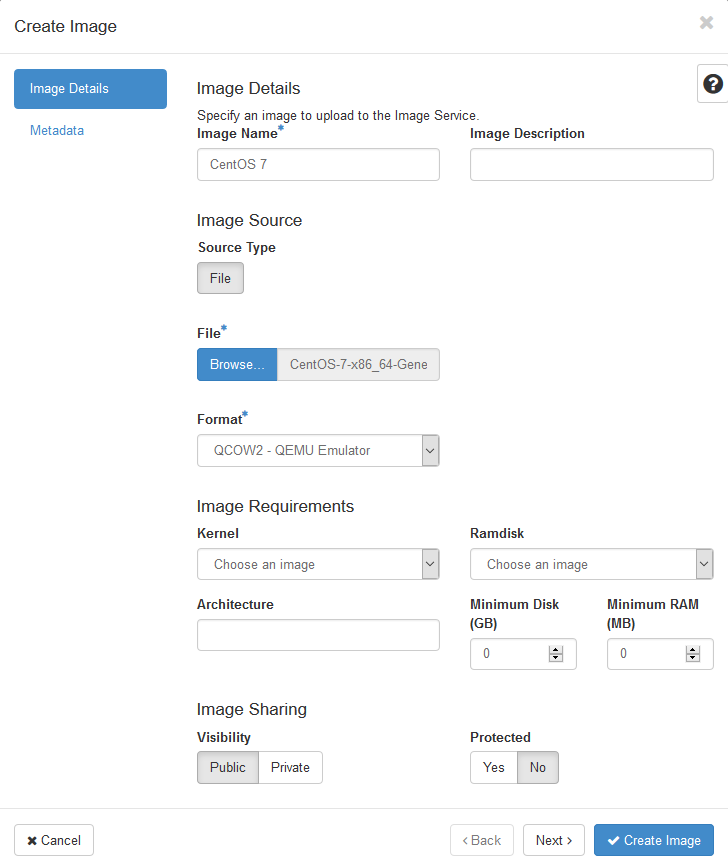 Create Image
Image Details
Metadata
Image Details
Specify an image to upload to the Image Service.
Image Name* Image Description
CentOS 7
Image Source
Source Type
File
File*
Browse... CentOS-7-x86_64-Gene
Format*
QCOW2 - QEMU Emulator
Image Requirements
Kernel Ramdisk
Choose an image Choose an image
Architecture Minimum Disk (GB) Minimum RAM (MB)
0 0
Image Sharing
Visibility Protected
Public Private Yes No
Cancel < Back Next > Create Image